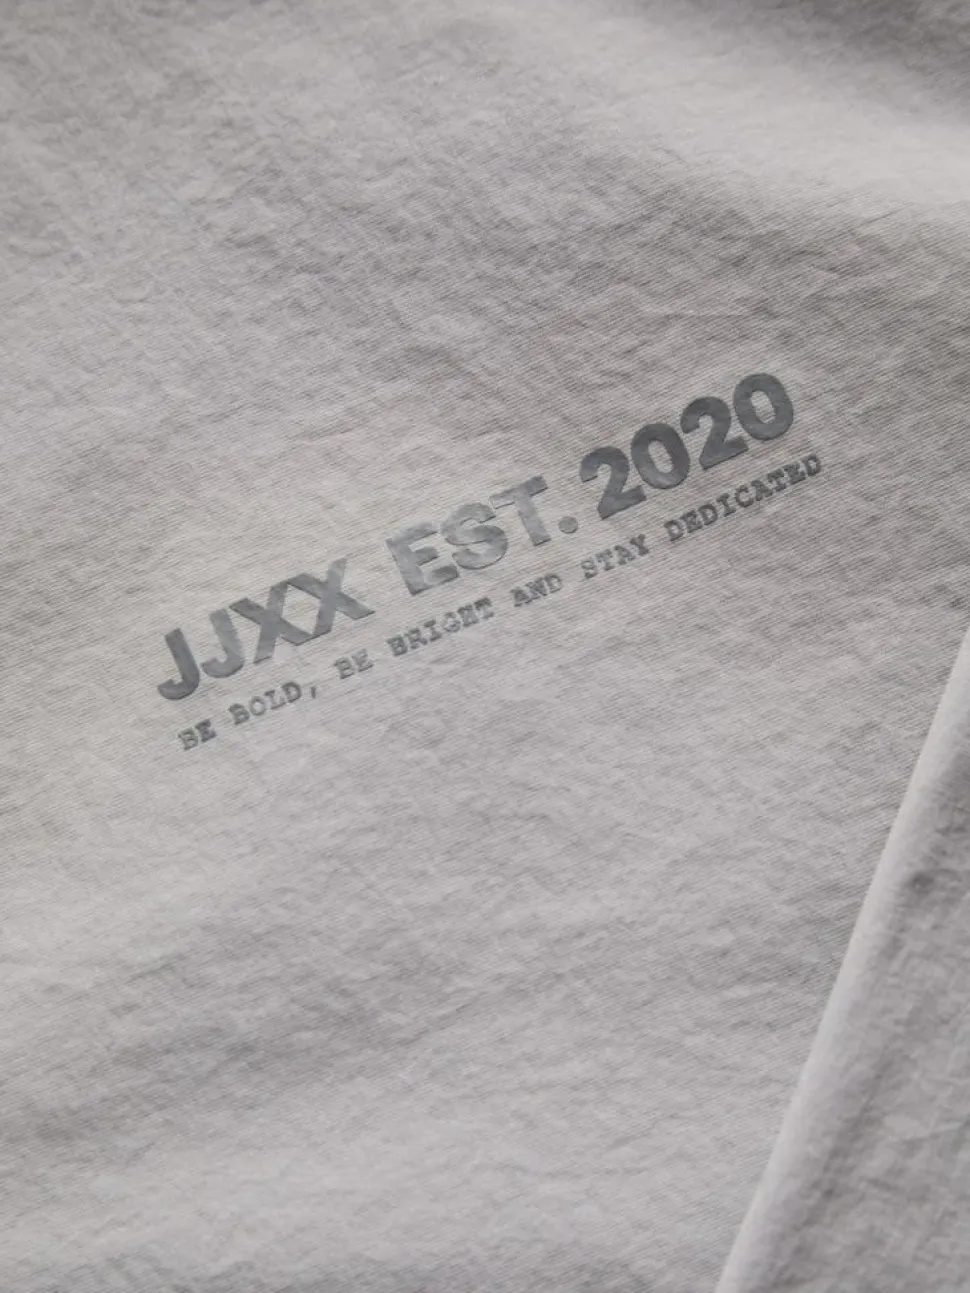 JJXX EST. 2020
BE BOLD, BE BRIGHT AND STAY DEDICATED